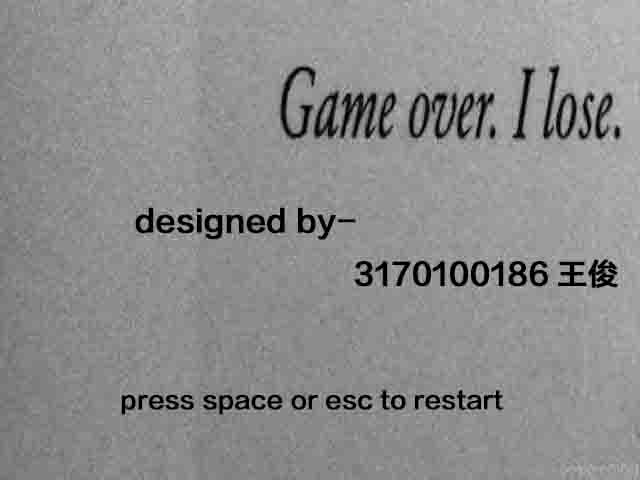 Game over. I lose.
designed by-
3170100186 王俊
press space or esc to restart